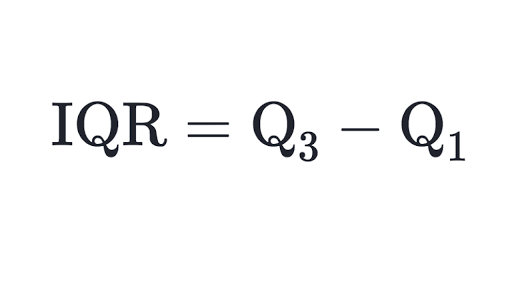 IQR = Q₃ − Q₁